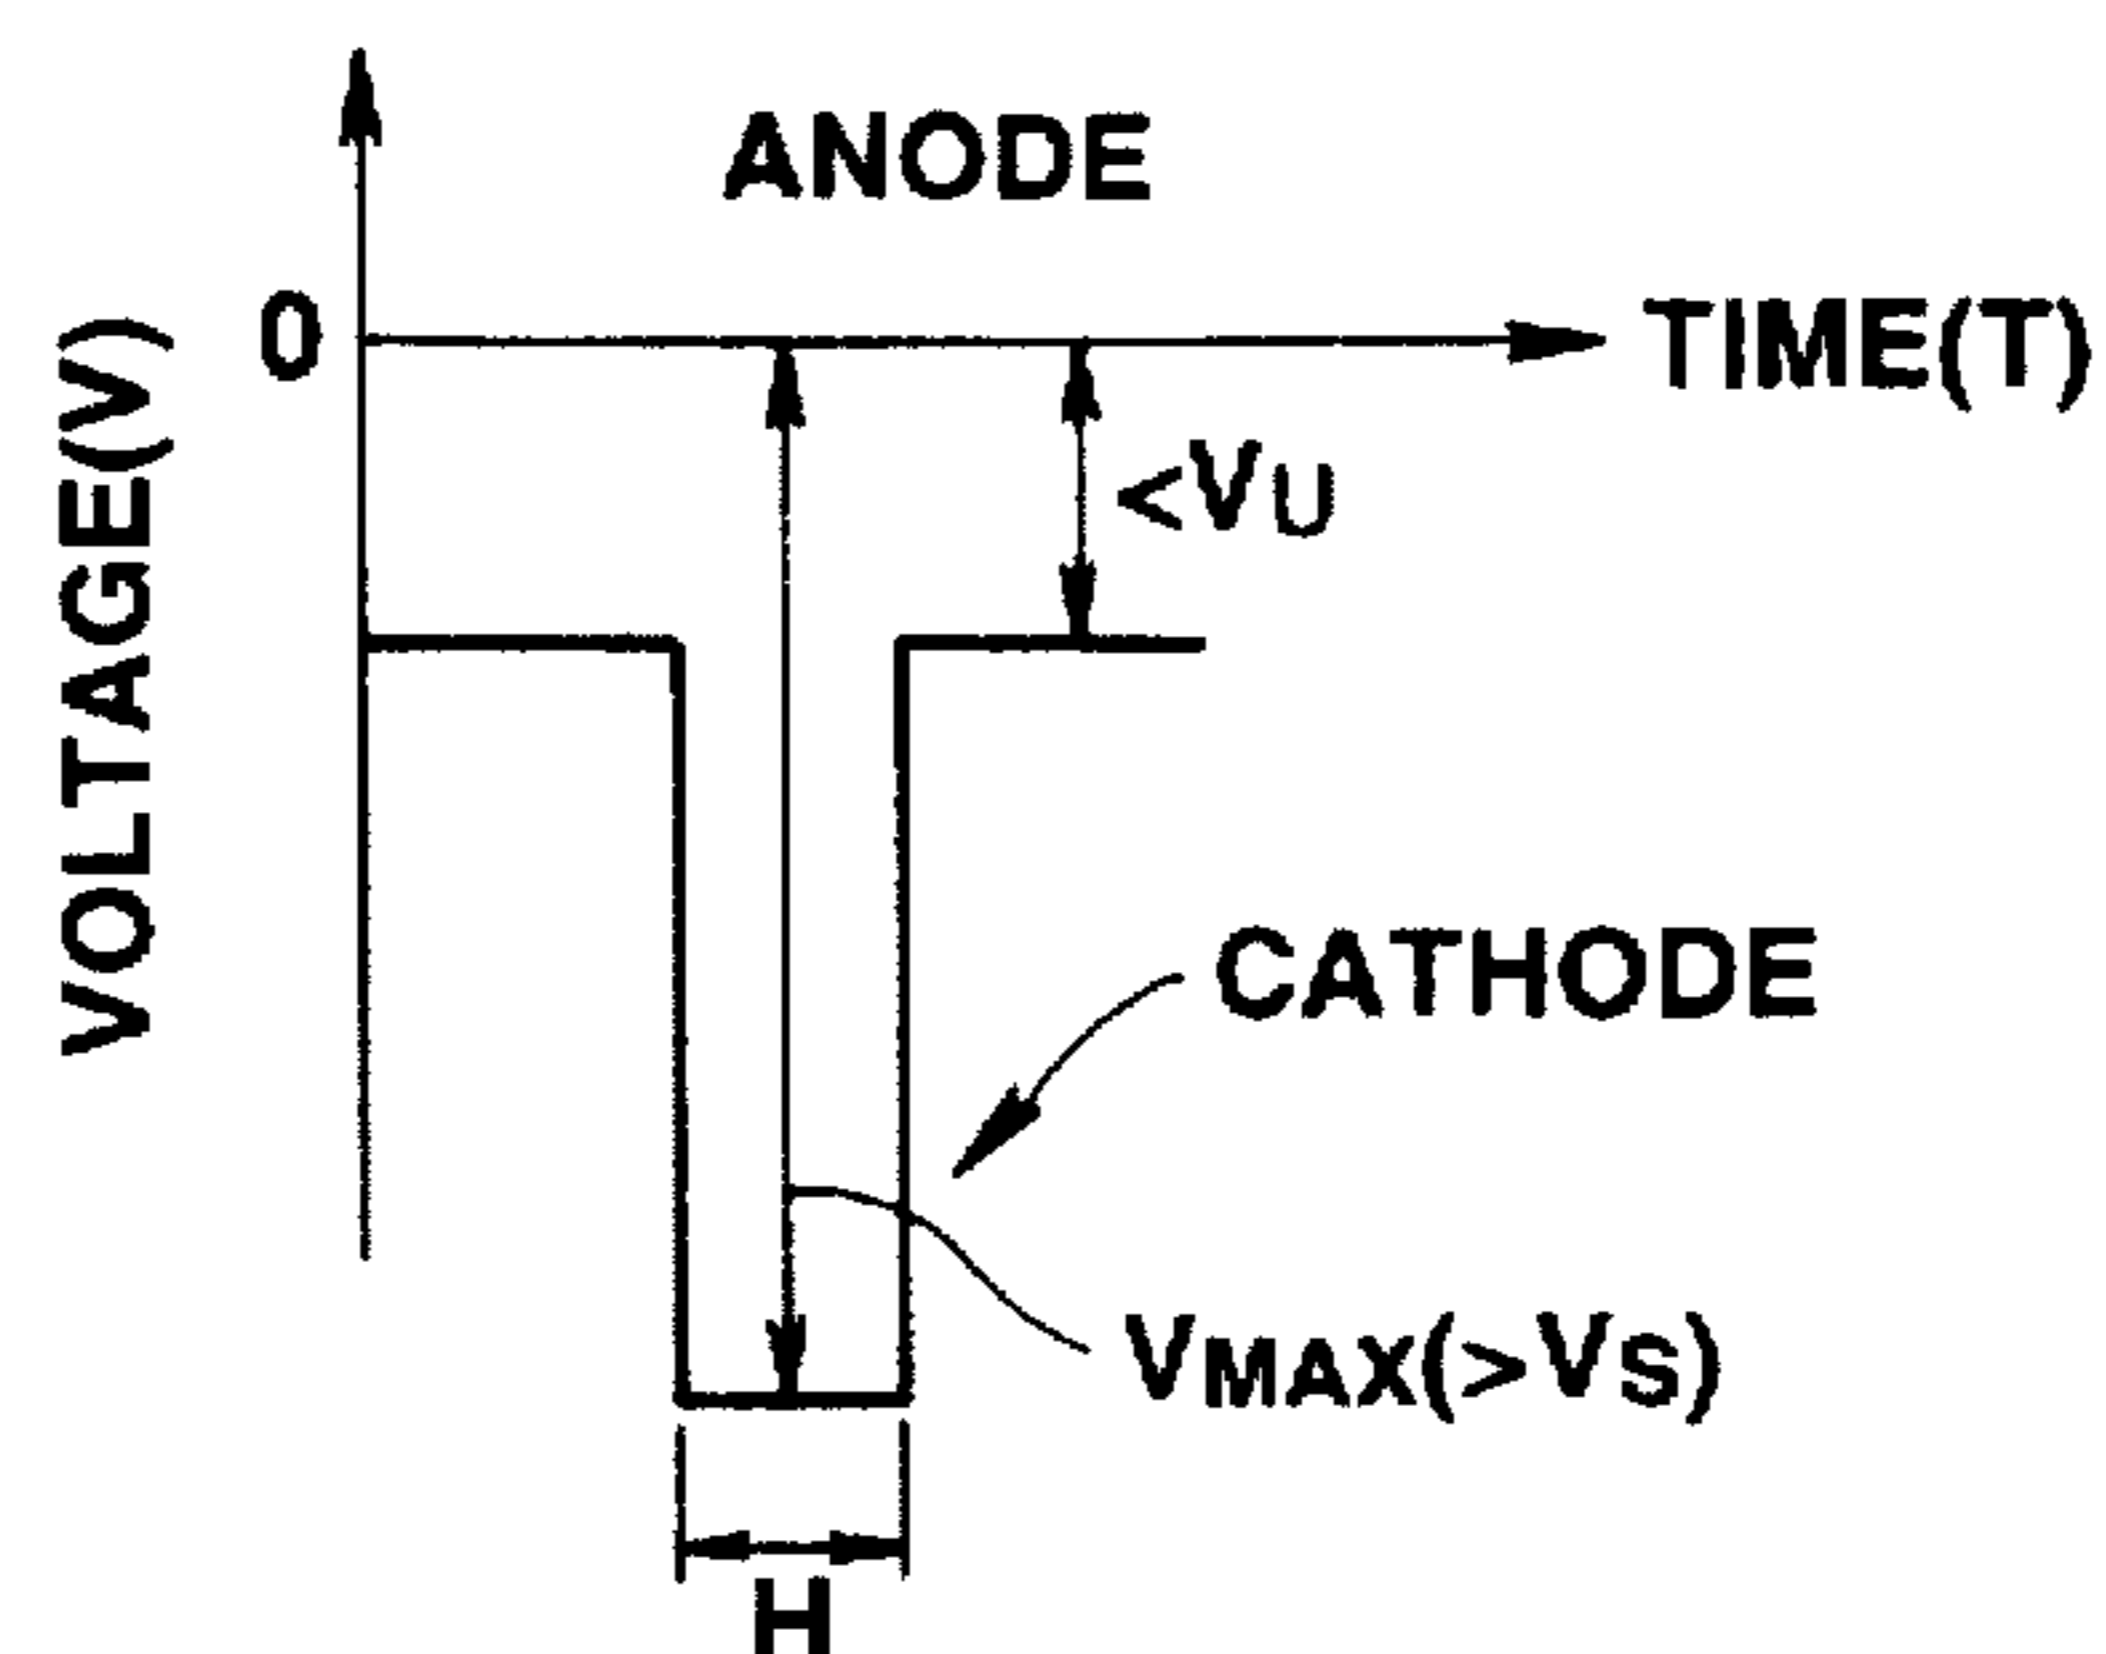 ANODE
0
TIME(T)
VOLTAGE(V)
<VU
CATHODE
VMAX(>VS)
H